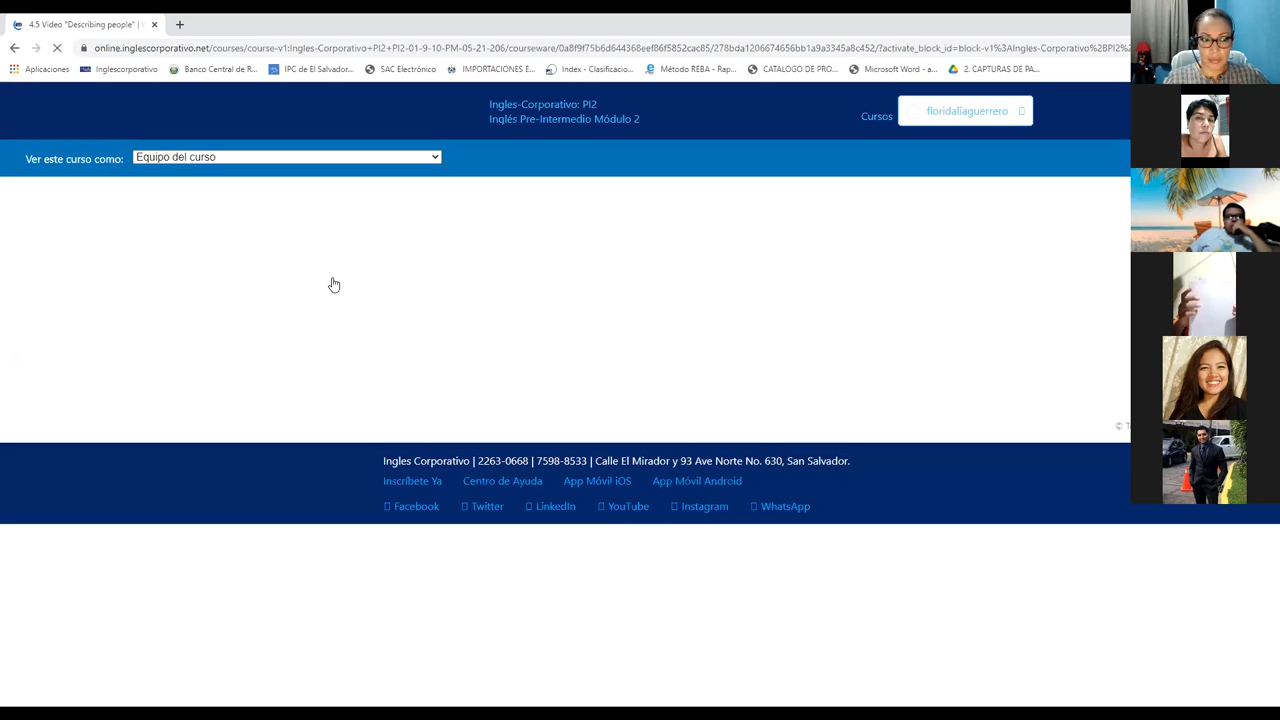 4.5 Video "Describing people" | V
online.inglescorporativo.net/courses/course-v1:Ingles-Corporativo+PI2+PI2-01-9-10-PM-05-21-206/courseware/0a8f9f75b6d644368eef86f5852cac85/278bda1206674656bb1a9a3345a8c452/?activate_block_id=block-v1%3AIngles-Corporativo%2BPI2%
Aplicaciones
Inglescorporativo
Banco Central de R...
IPC de El Salvador...
SAC Electrónico
IMPORTACIONES E...
Index - Clasificacio...
Método REBA – Rap...
CATALOGO DE PRO...
Microsoft Word - a...
2. CAPTURAS DE PA...
Ingles-Corporativo: PI2
Inglés Pre-Intermedio Módulo 2
Cursos
floridaliaguerrero
Ver este curso como:
Equipo del curso
©
Ingles Corporativo | 2263-0668 | 7598-8533 | Calle El Mirador y 93 Ave Norte No. 630, San Salvador.
Inscríbete Ya
Centro de Ayuda
App Móvil iOS
App Móvil Android
Facebook
Twitter
LinkedIn
YouTube
Instagram
WhatsApp